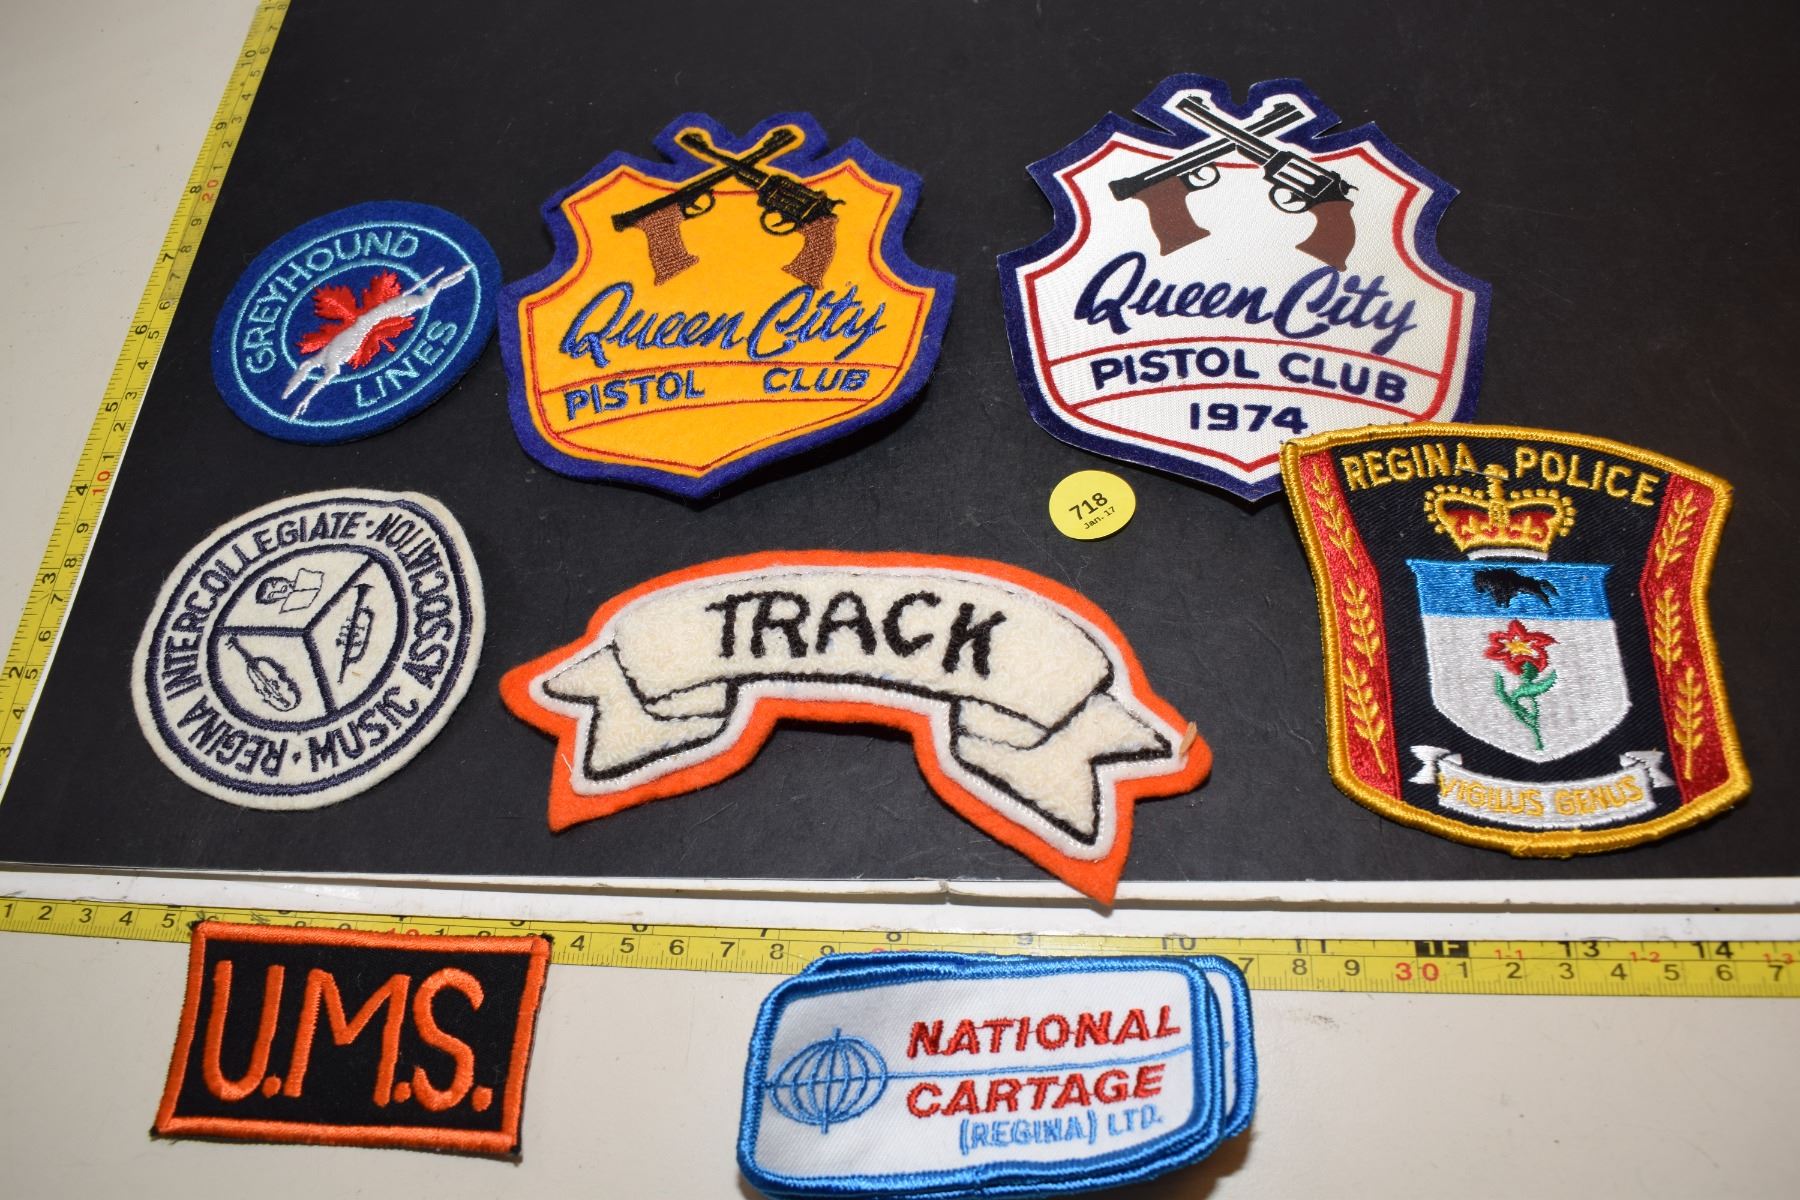 GREYHOUND
LINES
Queen City
PISTOL CLUB
Queen City
PISTOL CLUB
1974
718
Jan. 17
REGINA POLICE
VIGILUS GENUS
REGINA INTERCOLLEGIATE · MUSIC ASSOCIATION ·
TRACK
U.M.S.
NATIONAL
CARTAGE
(REGINA) LTD.